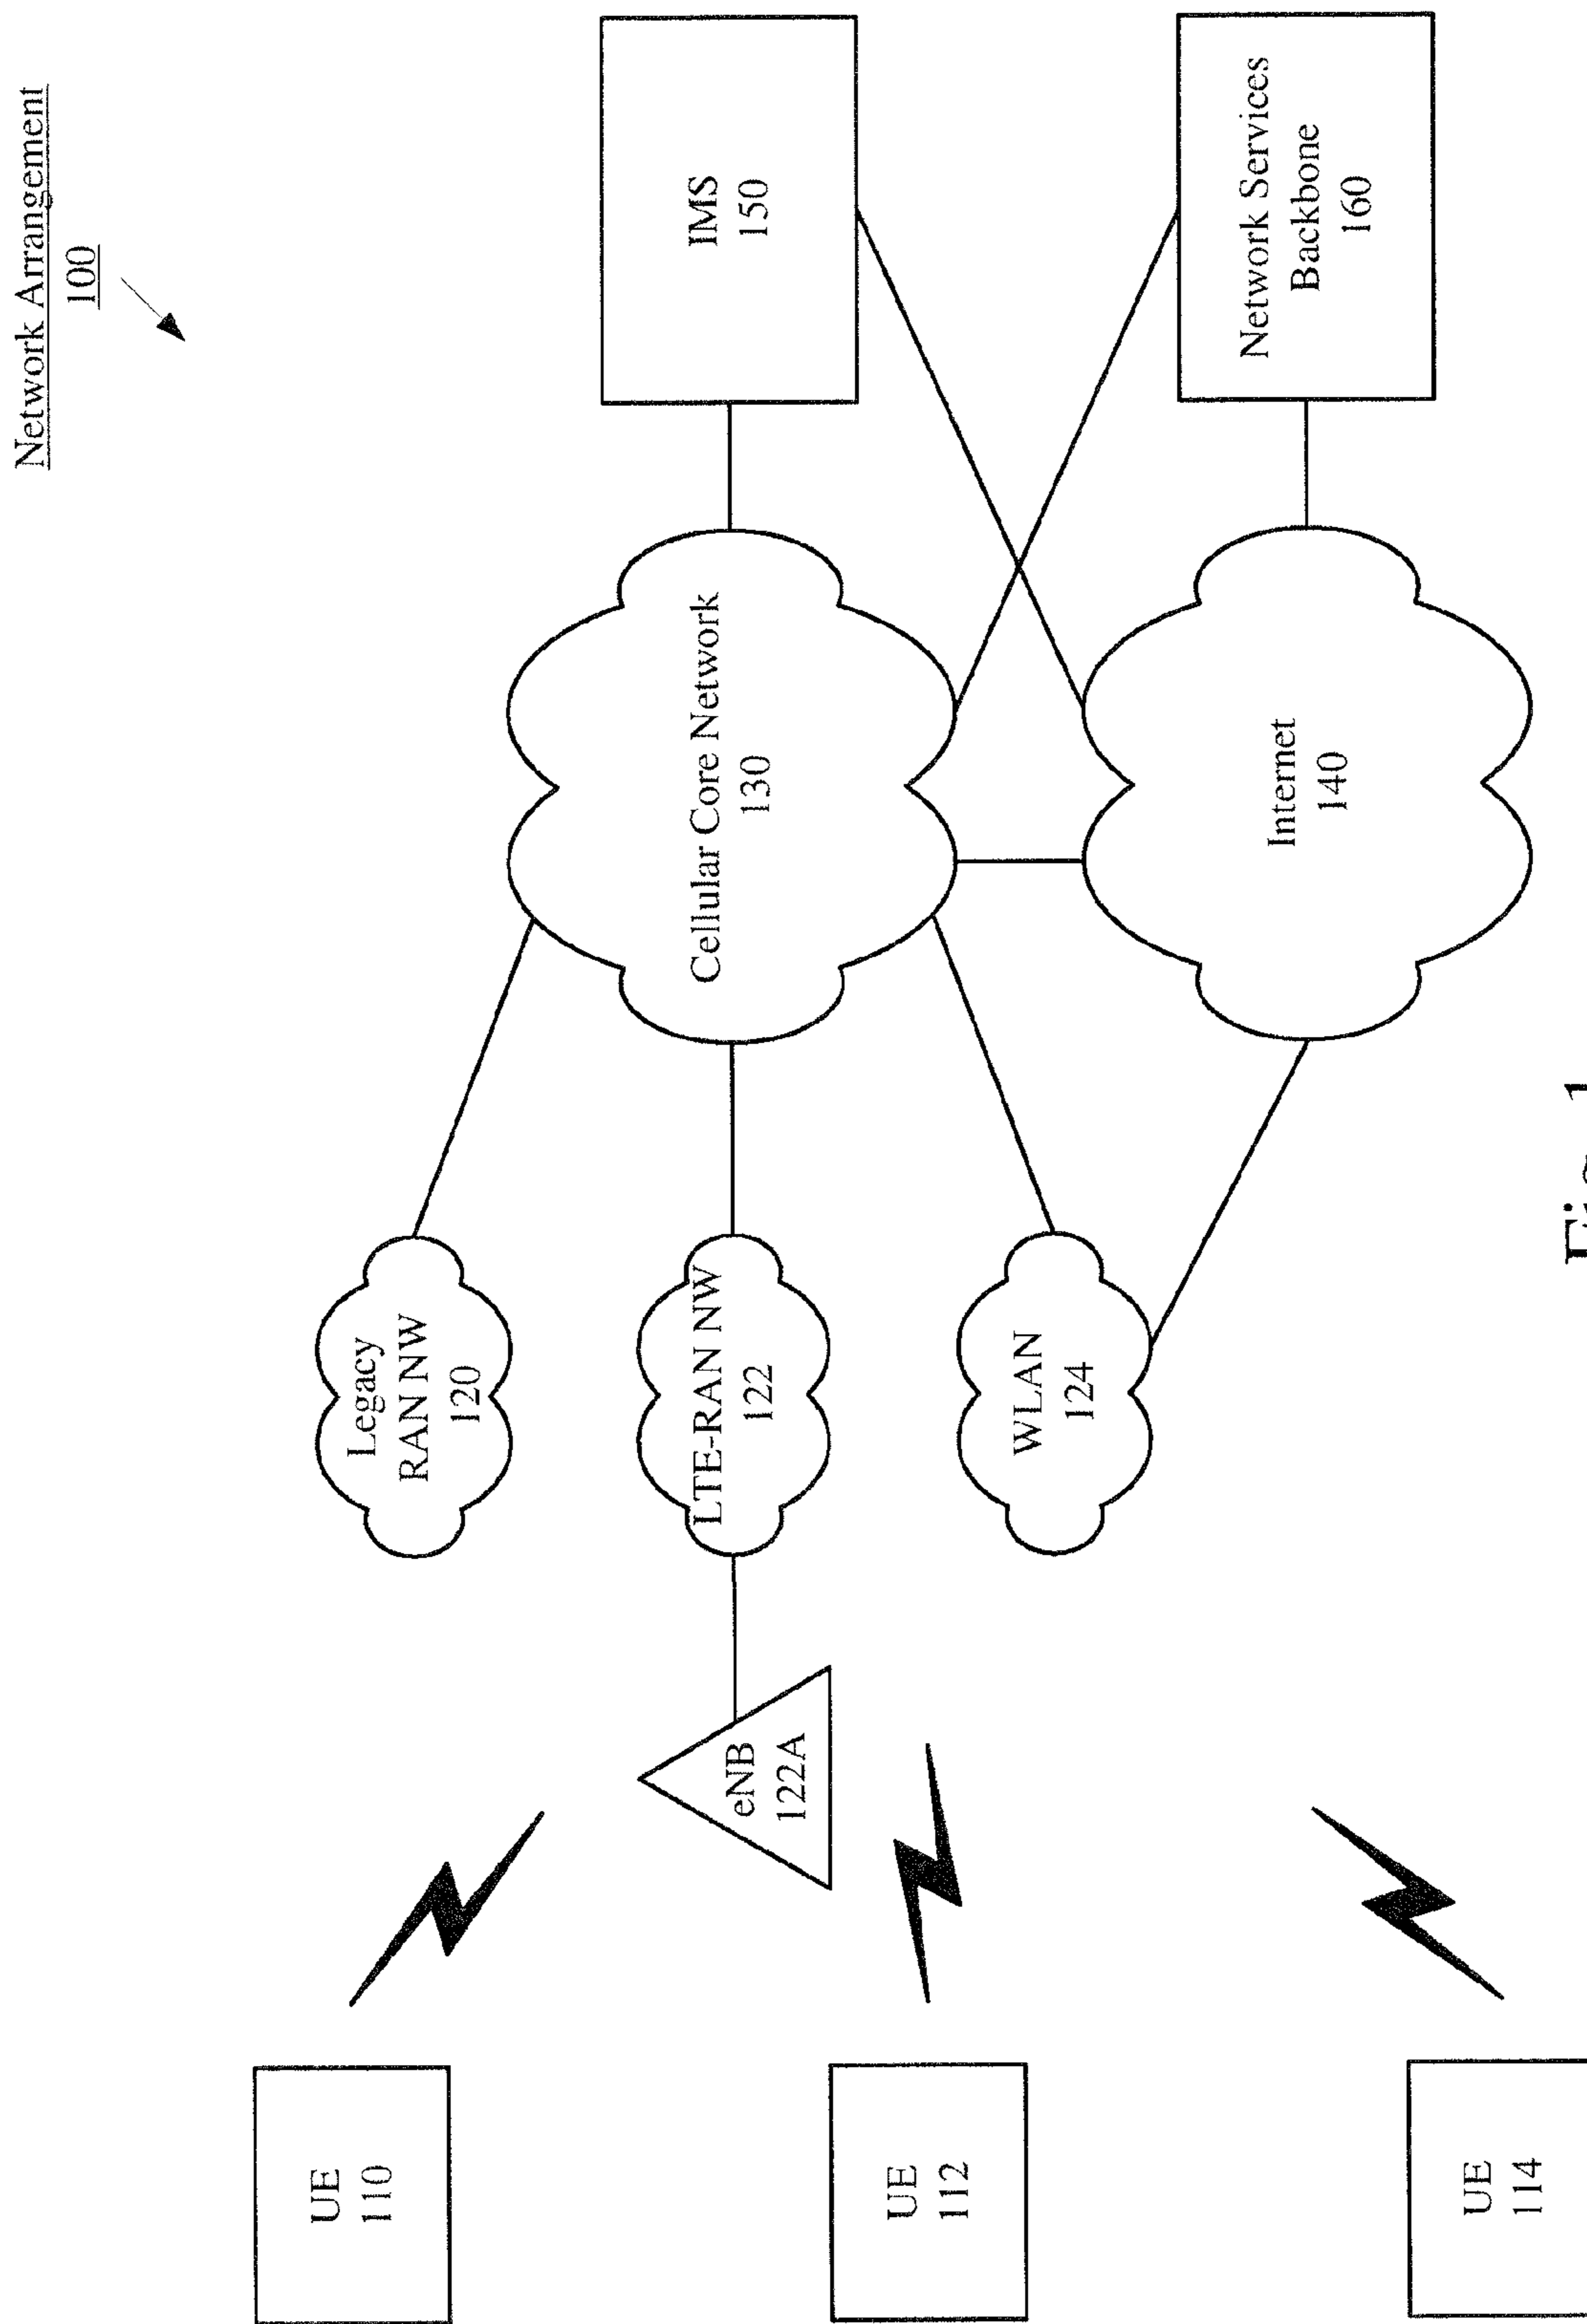 Network Arrangement
100
UE
110
UE
112
UE
114
eNB
122A
Legacy
RAN NW
120
LTE-RAN NW
122
WLAN
124
Cellular Core Network
130
Internet
140
IMS
150
Network Services
Backbone
160